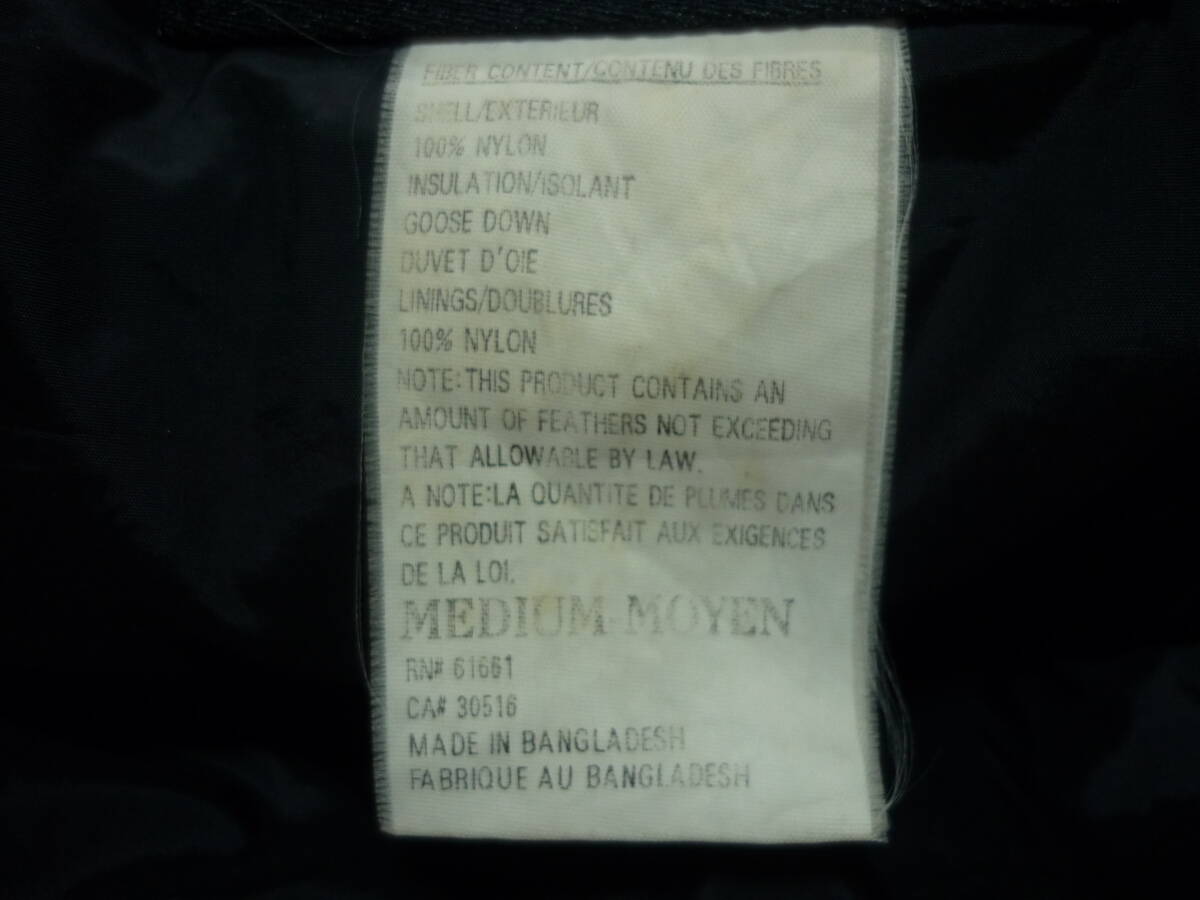 FIBER CONTENT/CONTENU DES FIBRES
SHELL/EXTERIEUR
100% NYLON
INSULATION/ISOLANT
GOOSE DOWN
DUVET D'OIE
LININGS/DOUBLURES
100% NYLON
NOTE:THIS PRODUCT CONTAINS AN
AMOUNT OF FEATHERS NOT EXCEEDING
THAT ALLOWABLE BY LAW.
A NOTE:LA QUANTITE DE PLUMES DANS
CE PRODUIT SATISFAIT AUX EXIGENCES
DE LA LOI.
MEDIUM-MOYEN
RN# 61661
CA# 30516
MADE IN BANGLADESH
FABRIQUE AU BANGLADESH